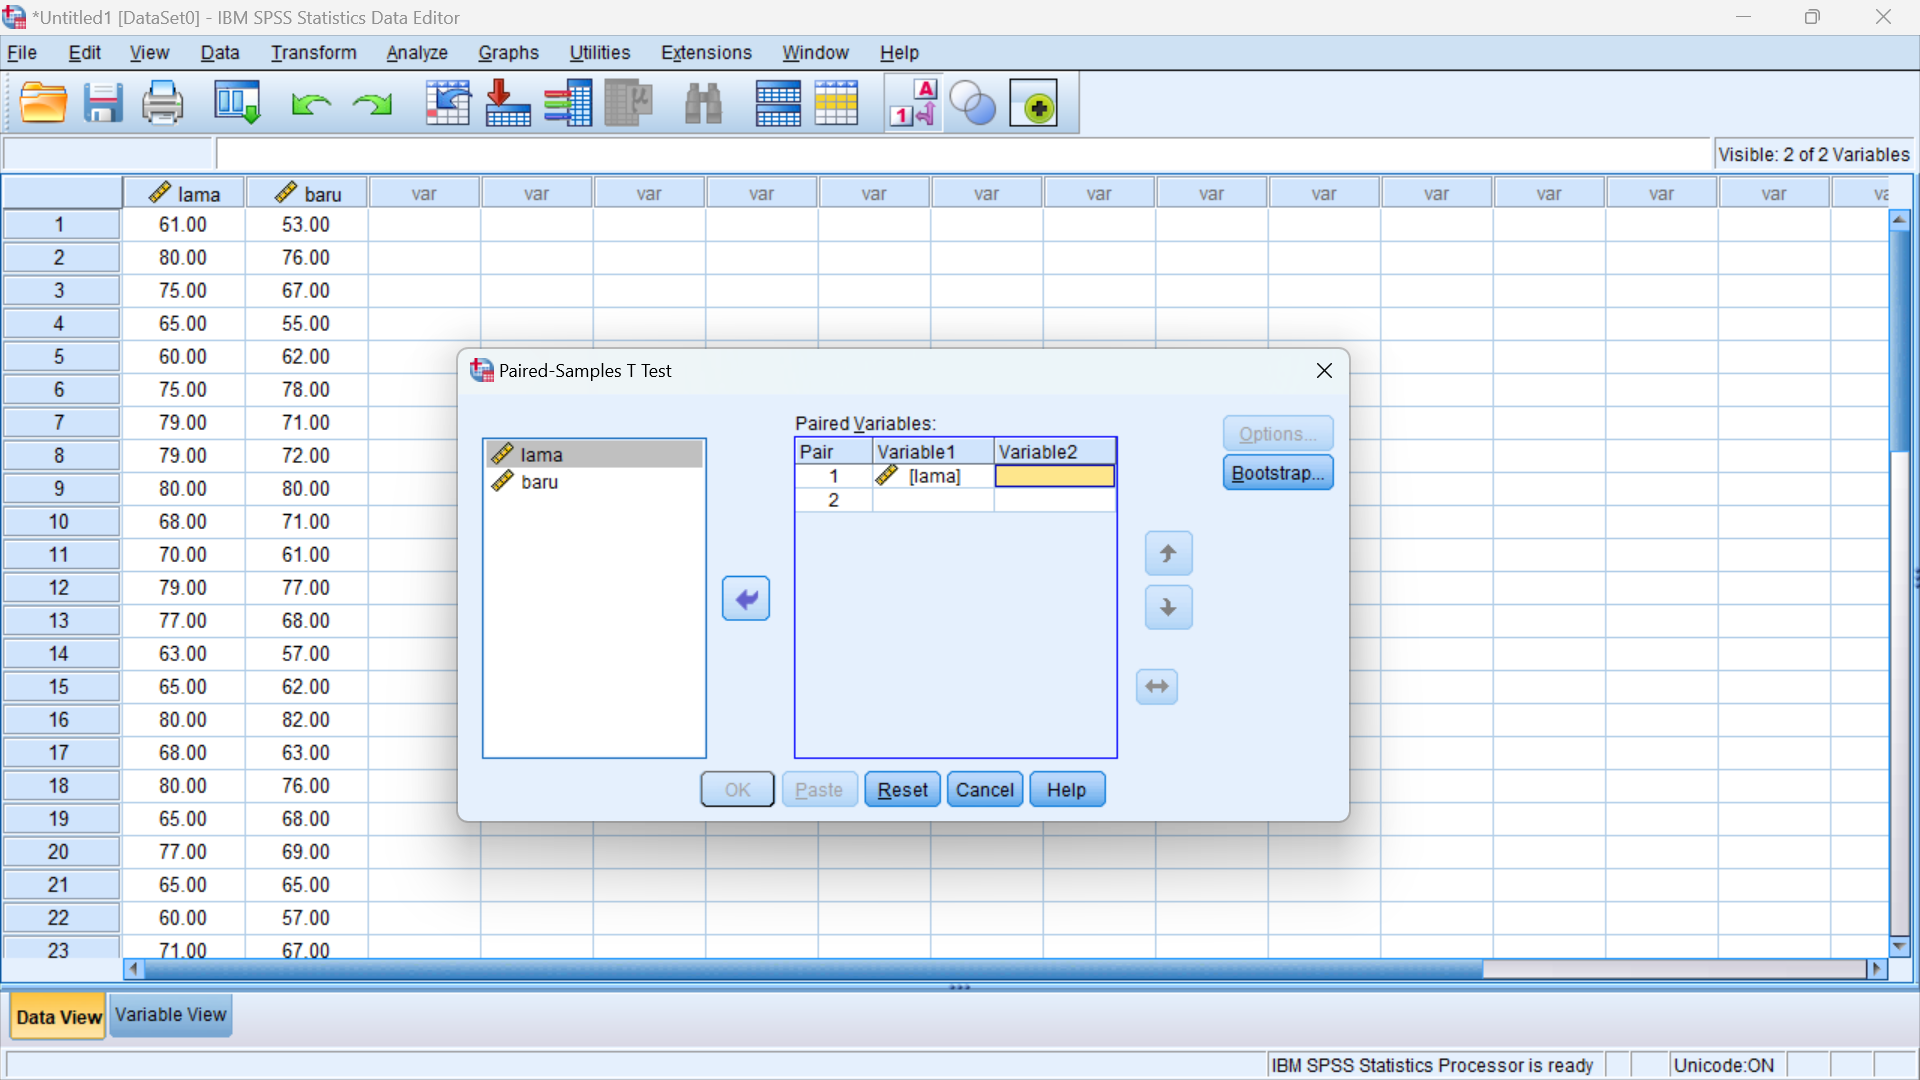 *Untitled1 [DataSet0] - IBM SPSS Statistics Data Editor
File Edit View Data Transform Analyze Graphs Utilities Extensions Window Help
Visible: 2 of 2 Variables
lama baru var var var var var var var var var var var var var va
1 61.00 53.00
2 80.00 76.00
3 75.00 67.00
4 65.00 55.00
5 60.00 62.00
6 75.00 78.00
7 79.00 71.00
8 79.00 72.00
9 80.00 80.00
10 68.00 71.00
11 70.00 61.00
12 79.00 77.00
13 77.00 68.00
14 63.00 57.00
15 65.00 62.00
16 80.00 82.00
17 68.00 63.00
18 80.00 76.00
19 65.00 68.00
20 77.00 69.00
21 65.00 65.00
22 60.00 57.00
23 71.00 67.00
Paired-Samples T Test
lama
baru
Paired Variables:
Pair Variable1 Variable2
1 [lama]
2
Options...
Bootstrap...
OK Paste Reset Cancel Help
Data View Variable View
IBM SPSS Statistics Processor is ready Unicode:ON